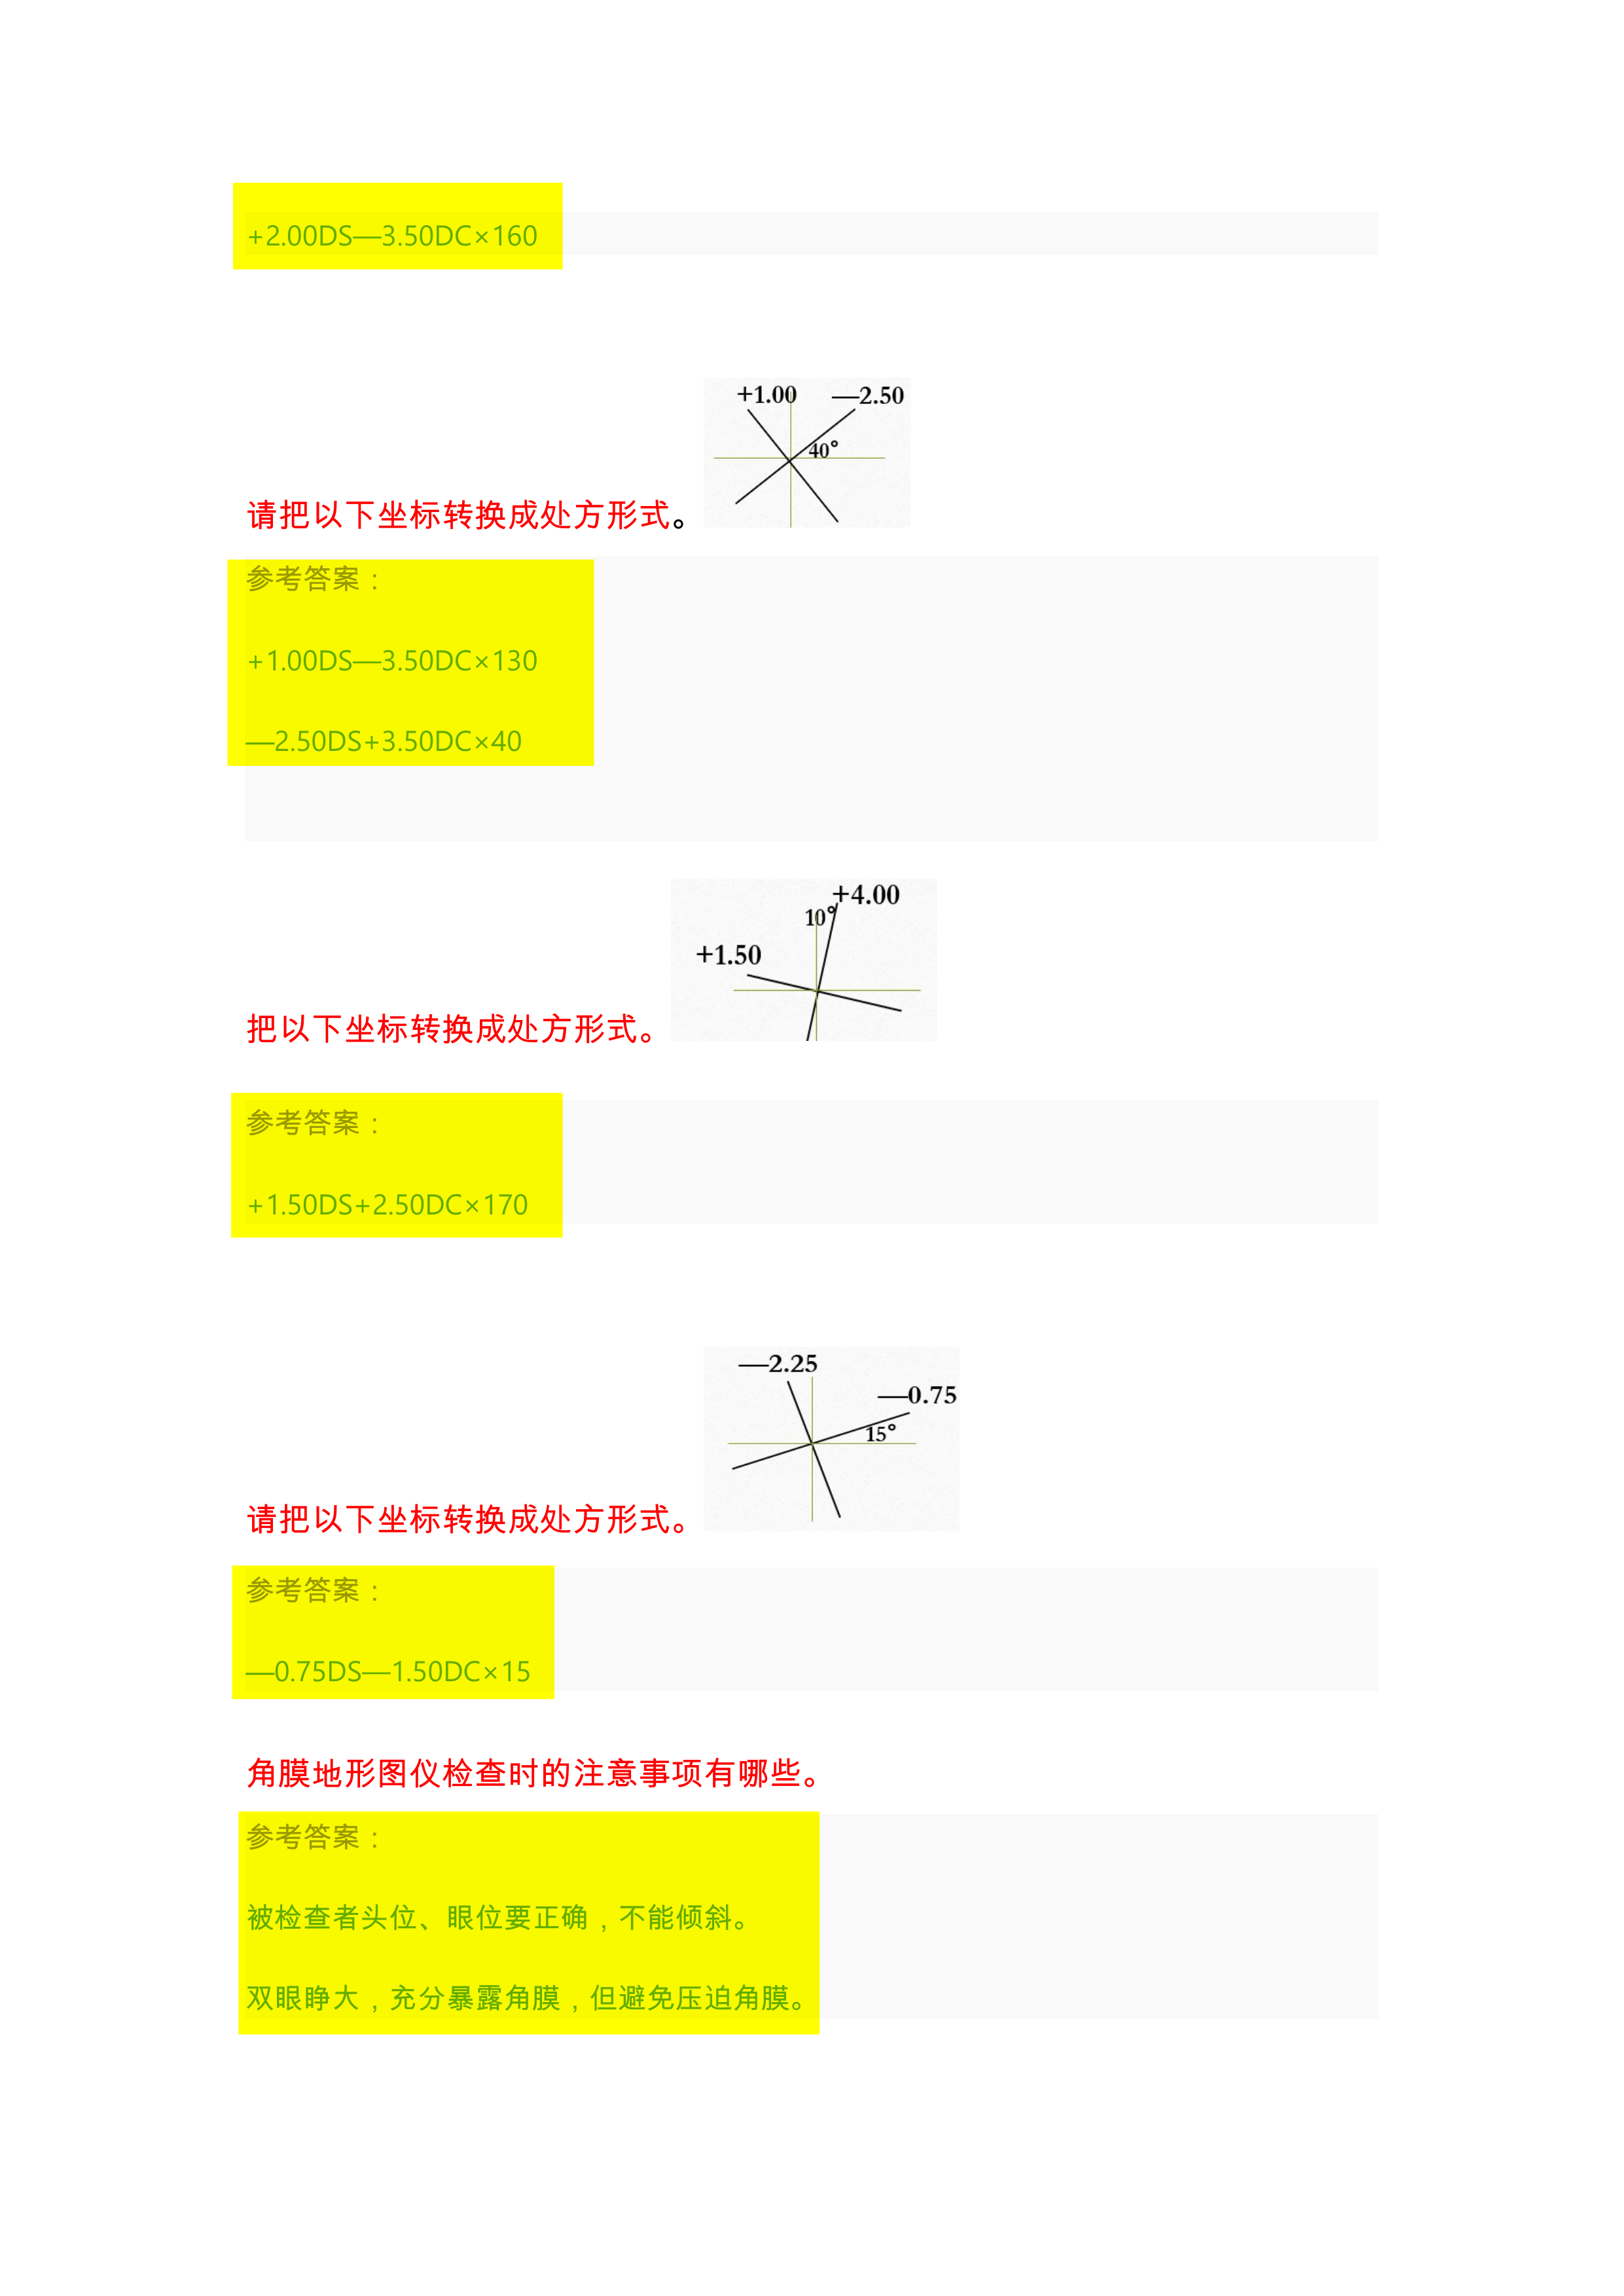 +2.00DS—3.50DC×160
+1.00 —2.50
40°
请把以下坐标转换成处方形式。
参考答案：
+1.00DS—3.50DC×130
—2.50DS+3.50DC×40
+4.00
10°
+1.50
把以下坐标转换成处方形式。
参考答案：
+1.50DS+2.50DC×170
—2.25
—0.75
15°
请把以下坐标转换成处方形式。
参考答案：
—0.75DS—1.50DC×15
角膜地形图仪检查时的注意事项有哪些。
参考答案：
被检查者头位、眼位要正确，不能倾斜。
双眼睁大，充分暴露角膜，但避免压迫角膜。